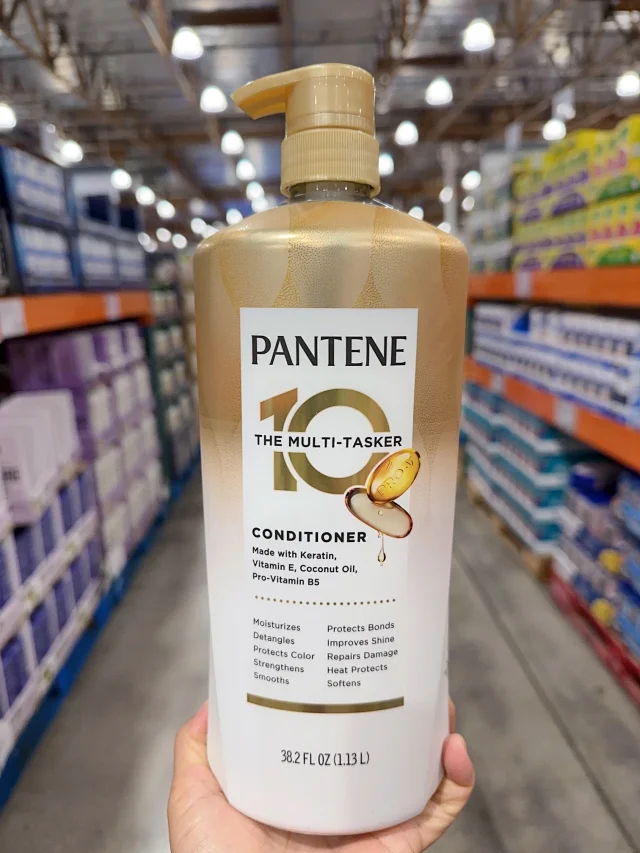 PANTENE
10
THE MULTI-TASKER
PRO-V
CONDITIONER
Made with Keratin,
Vitamin E, Coconut Oil,
Pro-Vitamin B5
Moisturizes
Detangles
Protects Color
Strengthens
Smooths
Protects Bonds
Improves Shine
Repairs Damage
Heat Protects
Softens
38.2 FL OZ (1.13 L)